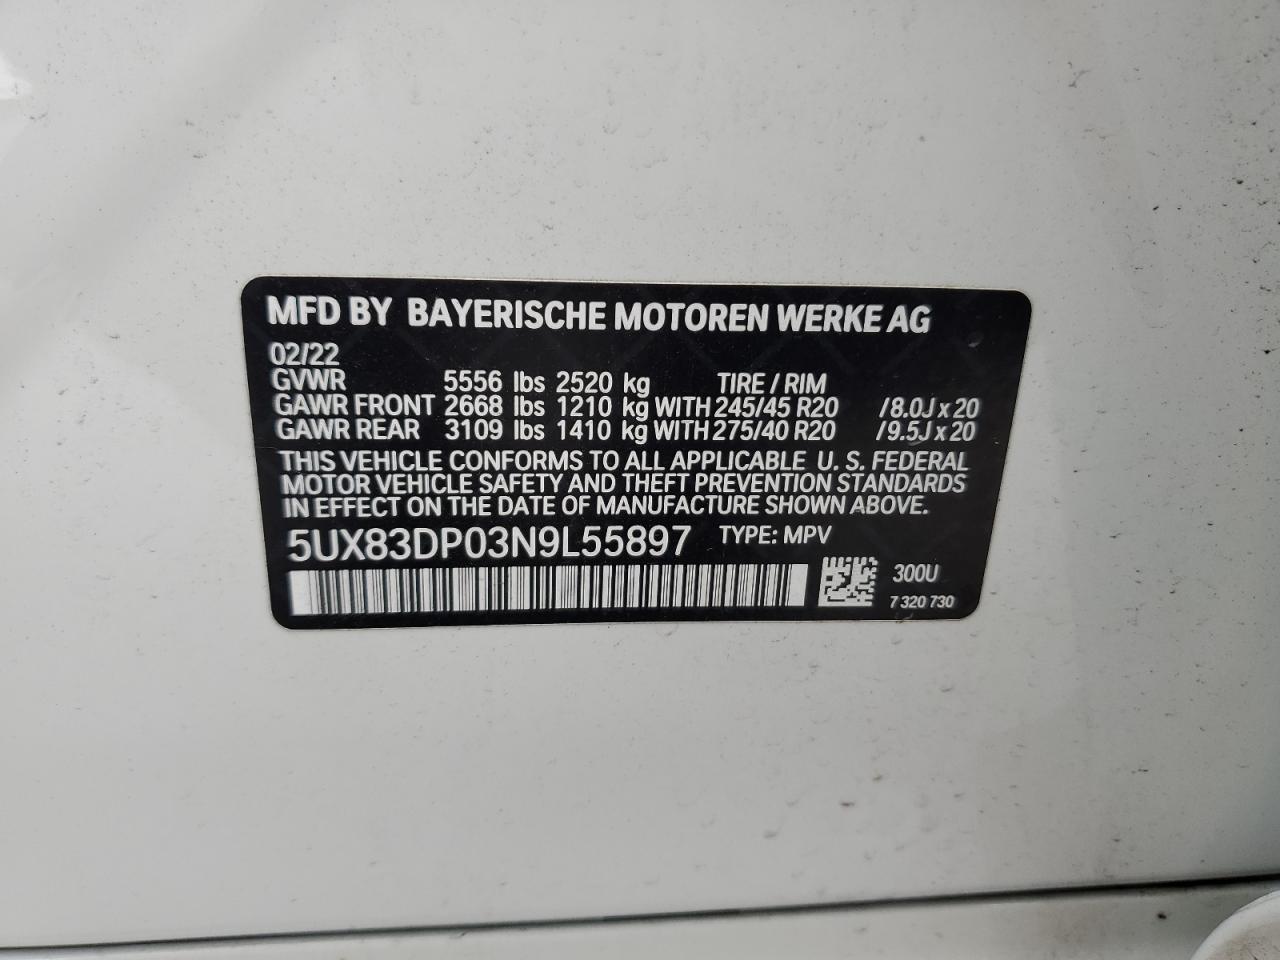 MFD BY BAYERISCHE MOTOREN WERKE AG
02/22
GVWR 5556 lbs 2520 kg TIRE / RIM
GAWR FRONT 2668 lbs 1210 kg WITH 245/45 R20 /8.0J x 20
GAWR REAR 3109 lbs 1410 kg WITH 275/40 R20 /9.5J x 20
THIS VEHICLE CONFORMS TO ALL APPLICABLE U. S. FEDERAL
MOTOR VEHICLE SAFETY AND THEFT PREVENTION STANDARDS
IN EFFECT ON THE DATE OF MANUFACTURE SHOWN ABOVE.
5UX83DP03N9L55897 TYPE: MPV
300U
7 320 730